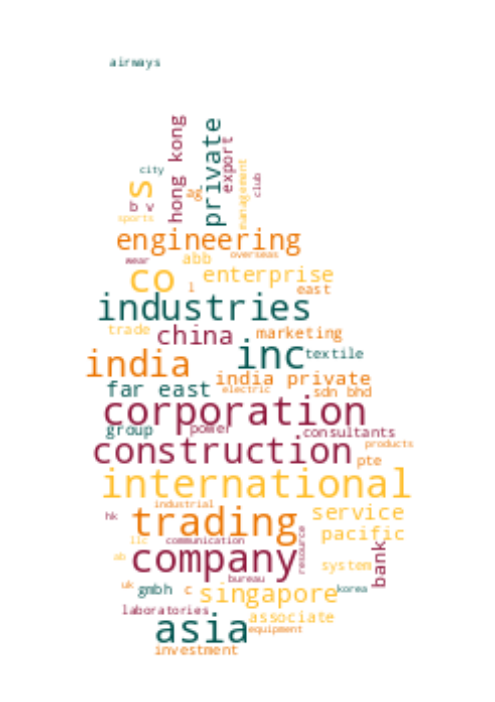 airways
hong kong
private
export
city
management
club
s
ag
b v
sports
engineering
wear
abb
overseas
co
l
enterprise
east
industries
trade
china
marketing
inc
textile
india
india private
far east
electric
sdn bhd
corporation
group
power
consultants
construction
products
pte
international
industrial
hk
trading
service
pacific
llc
communication
resource
bank
ab
company
system
bureau
uk
gmbh
c
singapore
korea
laboratories
associate
asia
equipment
investment